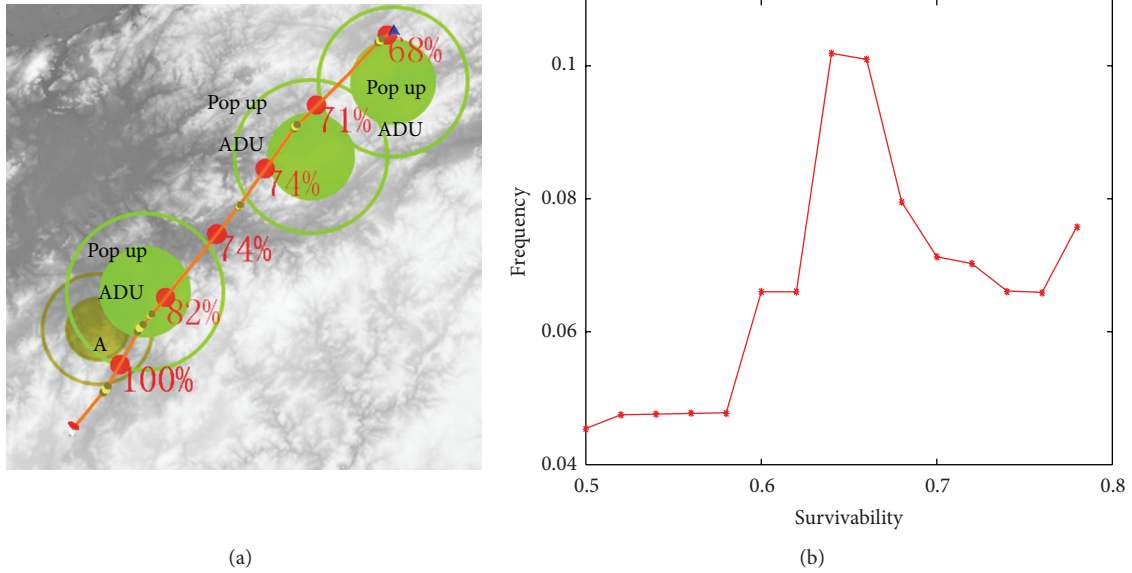 68%
Pop up
ADU
Pop up
ADU
71%
74%
74%
Pop up
ADU
82%
A
100%
(a)
0.1
0.08
0.06
0.04
Frequency
0.5 0.6 0.7 0.8
Survivability
(b)